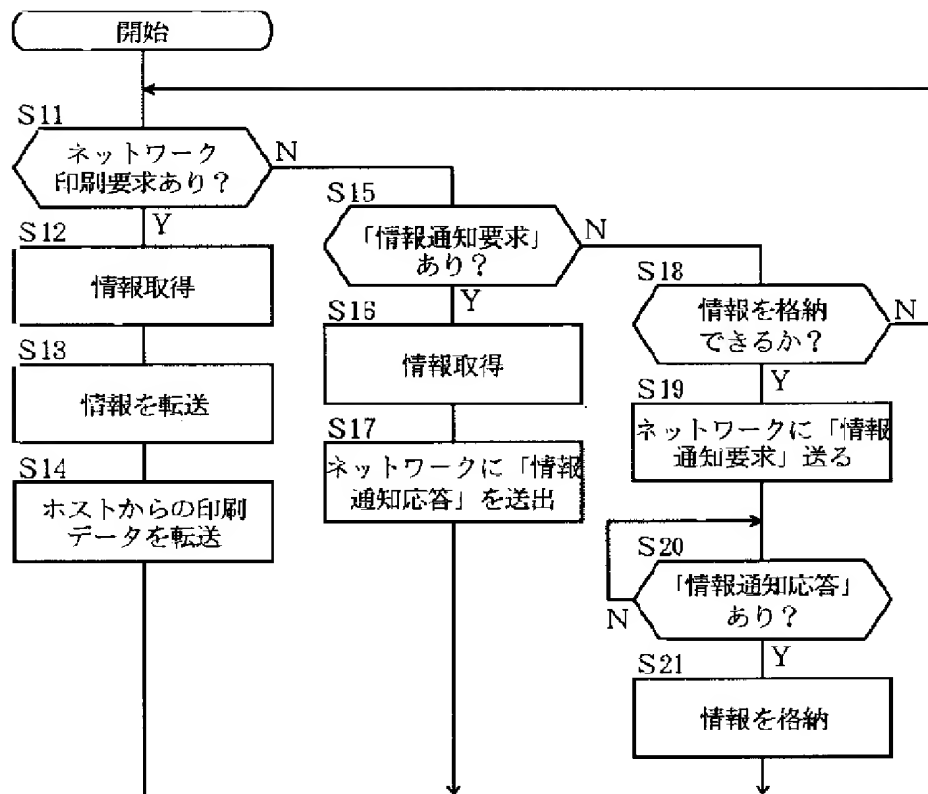 開始
S11
ネットワーク
印刷要求あり？
N
Y
S12
情報取得
S13
情報を転送
S14
ホストからの印刷
データを転送
S15
「情報通知要求」
あり？
N
Y
S16
情報取得
S17
ネットワークに「情報
通知応答」を送出
S18
情報を格納
できるか？
N
Y
S19
ネットワークに「情報
通知要求」送る
S20
「情報通知応答」
あり？
N
Y
S21
情報を格納